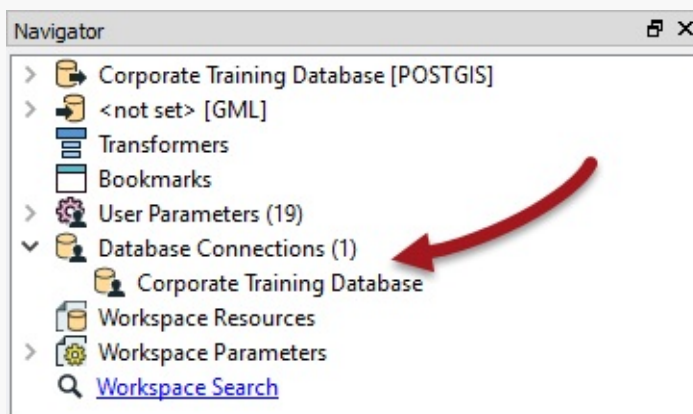 Navigator
Corporate Training Database [POSTGIS]
<not set> [GML]
Transformers
Bookmarks
User Parameters (19)
Database Connections (1)
Corporate Training Database
Workspace Resources
Workspace Parameters
Workspace Search